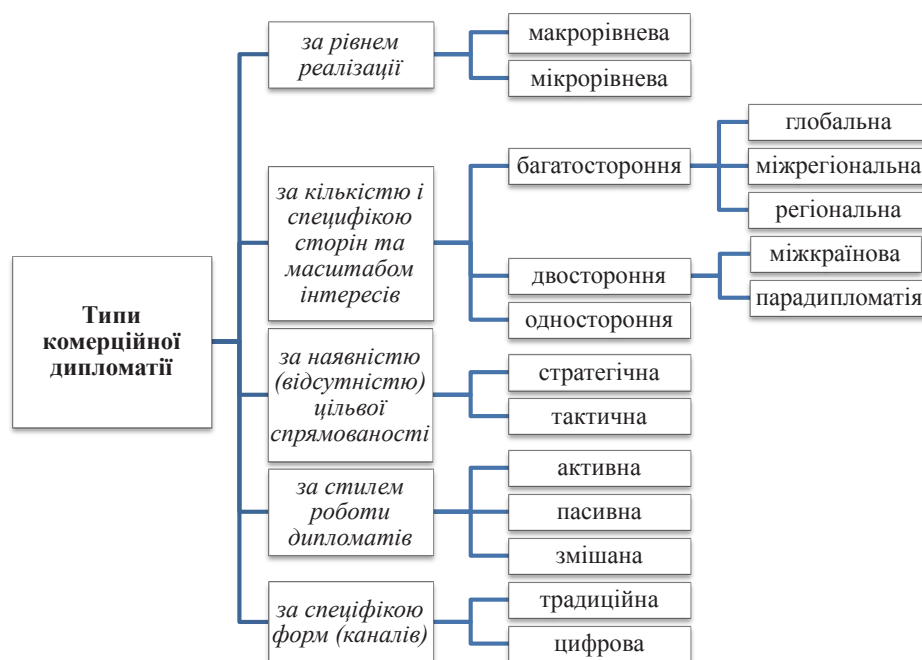 Типи
комерційної
дипломатії
за рівнем
реалізації
макрорівнева
мікрорівнева
за кількістю і
специфікою
сторін та
масштабом
інтересів
багатостороння
глобальна
міжрегіональна
регіональна
двостороння
міжкраїнова
парадипломатія
одностороння
за наявністю
(відсутністю)
цільвої
спрямованості
стратегічна
тактична
за стилем
роботи
дипломатів
активна
пасивна
змішана
за спеціфікою
форм (каналів)
традиційна
цифрова